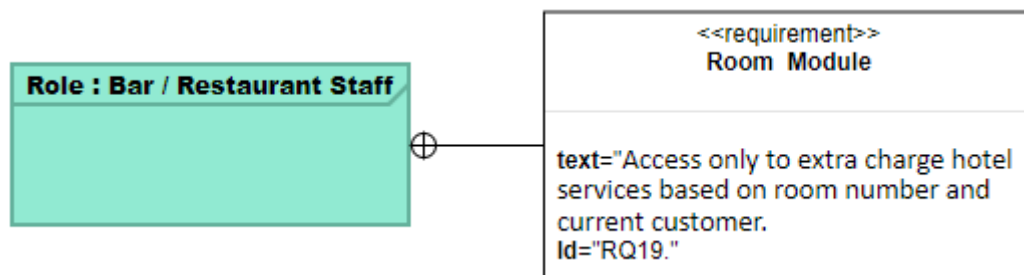 Role : Bar / Restaurant Staff
<<requirement>>
Room Module
text="Access only to extra charge hotel
services based on room number and
current customer.
Id="RQ19."